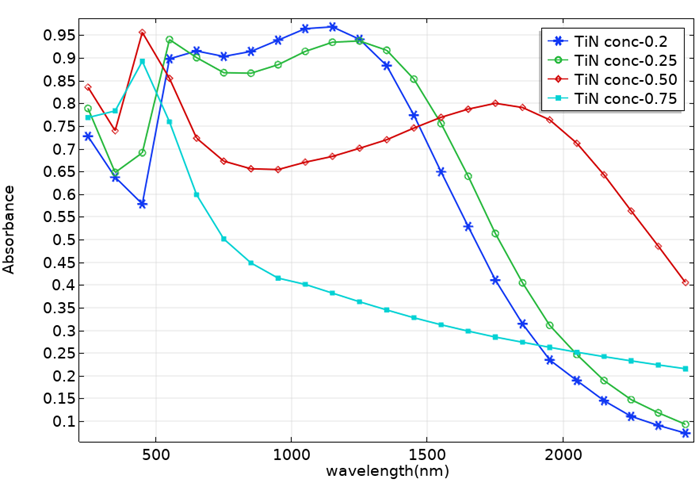 0.95
0.9
0.85
0.8
0.75
0.7
0.65
0.6
0.55
0.5
0.45
0.4
0.35
0.3
0.25
0.2
0.15
0.1
Absorbance
TiN conc-0.2
TiN conc-0.25
TiN conc-0.50
TiN conc-0.75
500 1000 1500 2000
wavelength(nm)